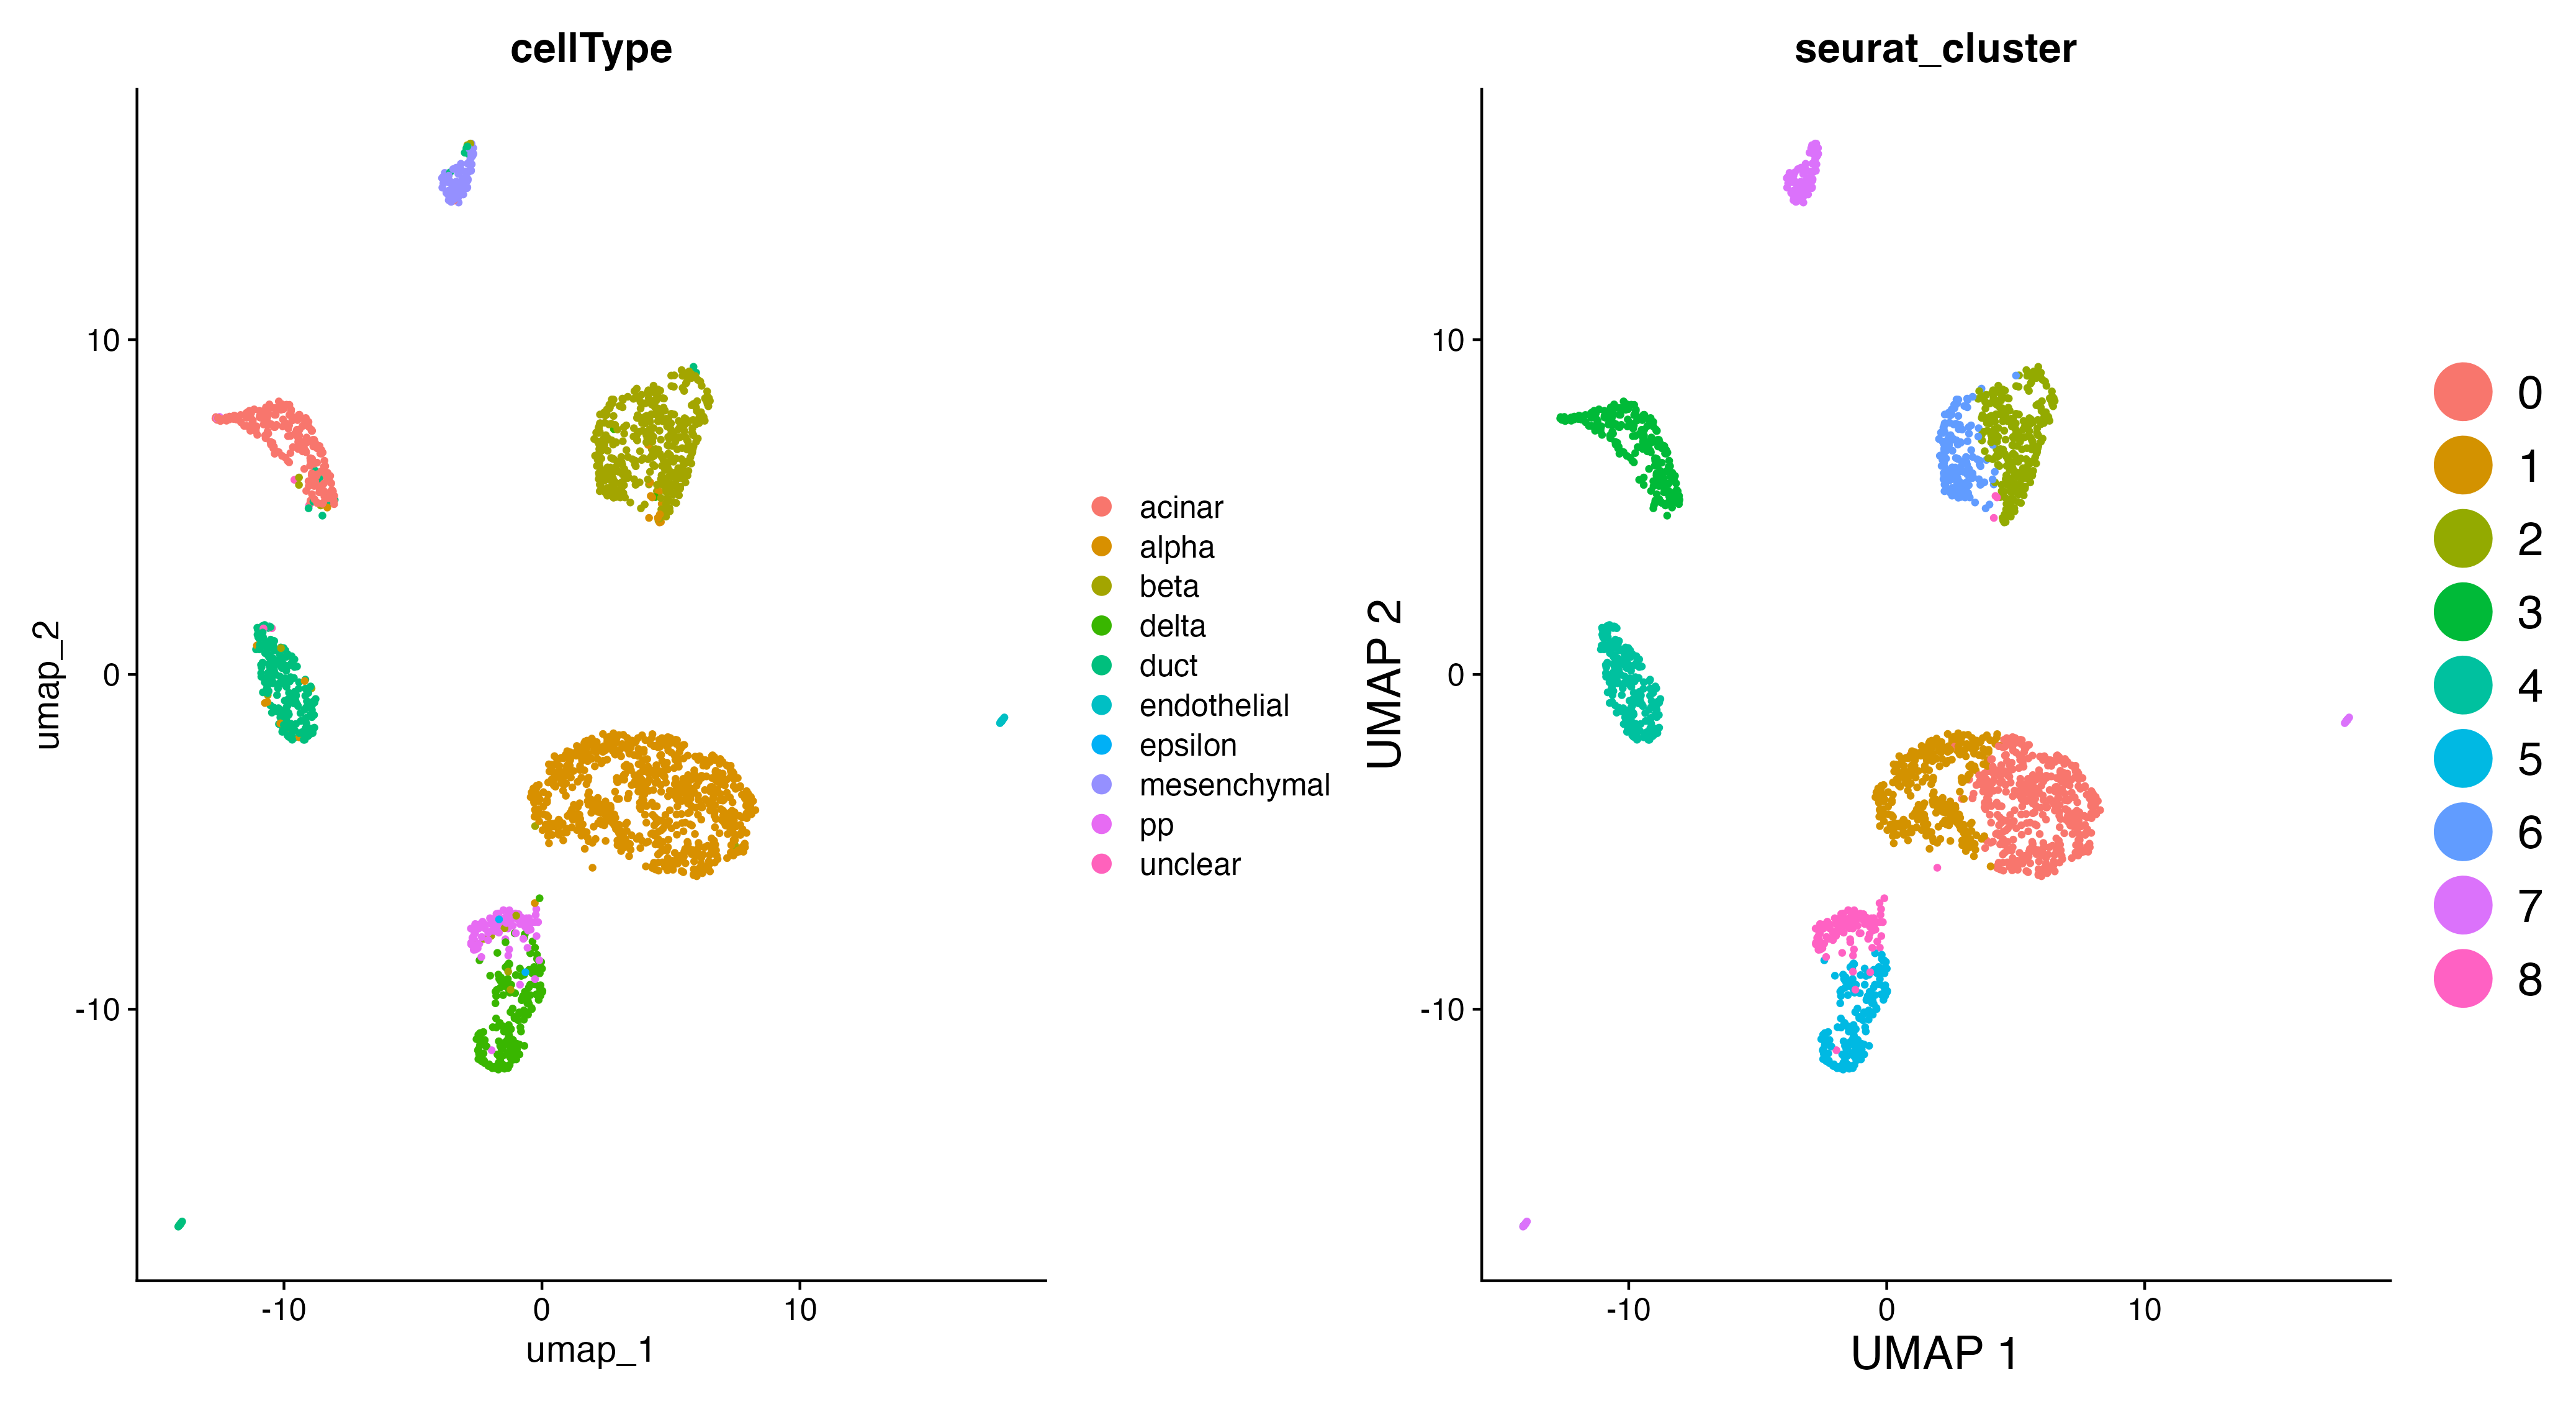 cellType
10
0
-10
umap_2
-10
0
10
umap_1
acinar
alpha
beta
delta
duct
endothelial
epsilon
mesenchymal
pp
unclear
seurat_cluster
10
0
-10
UMAP 2
-10
0
10
UMAP 1
0
1
2
3
4
5
6
7
8